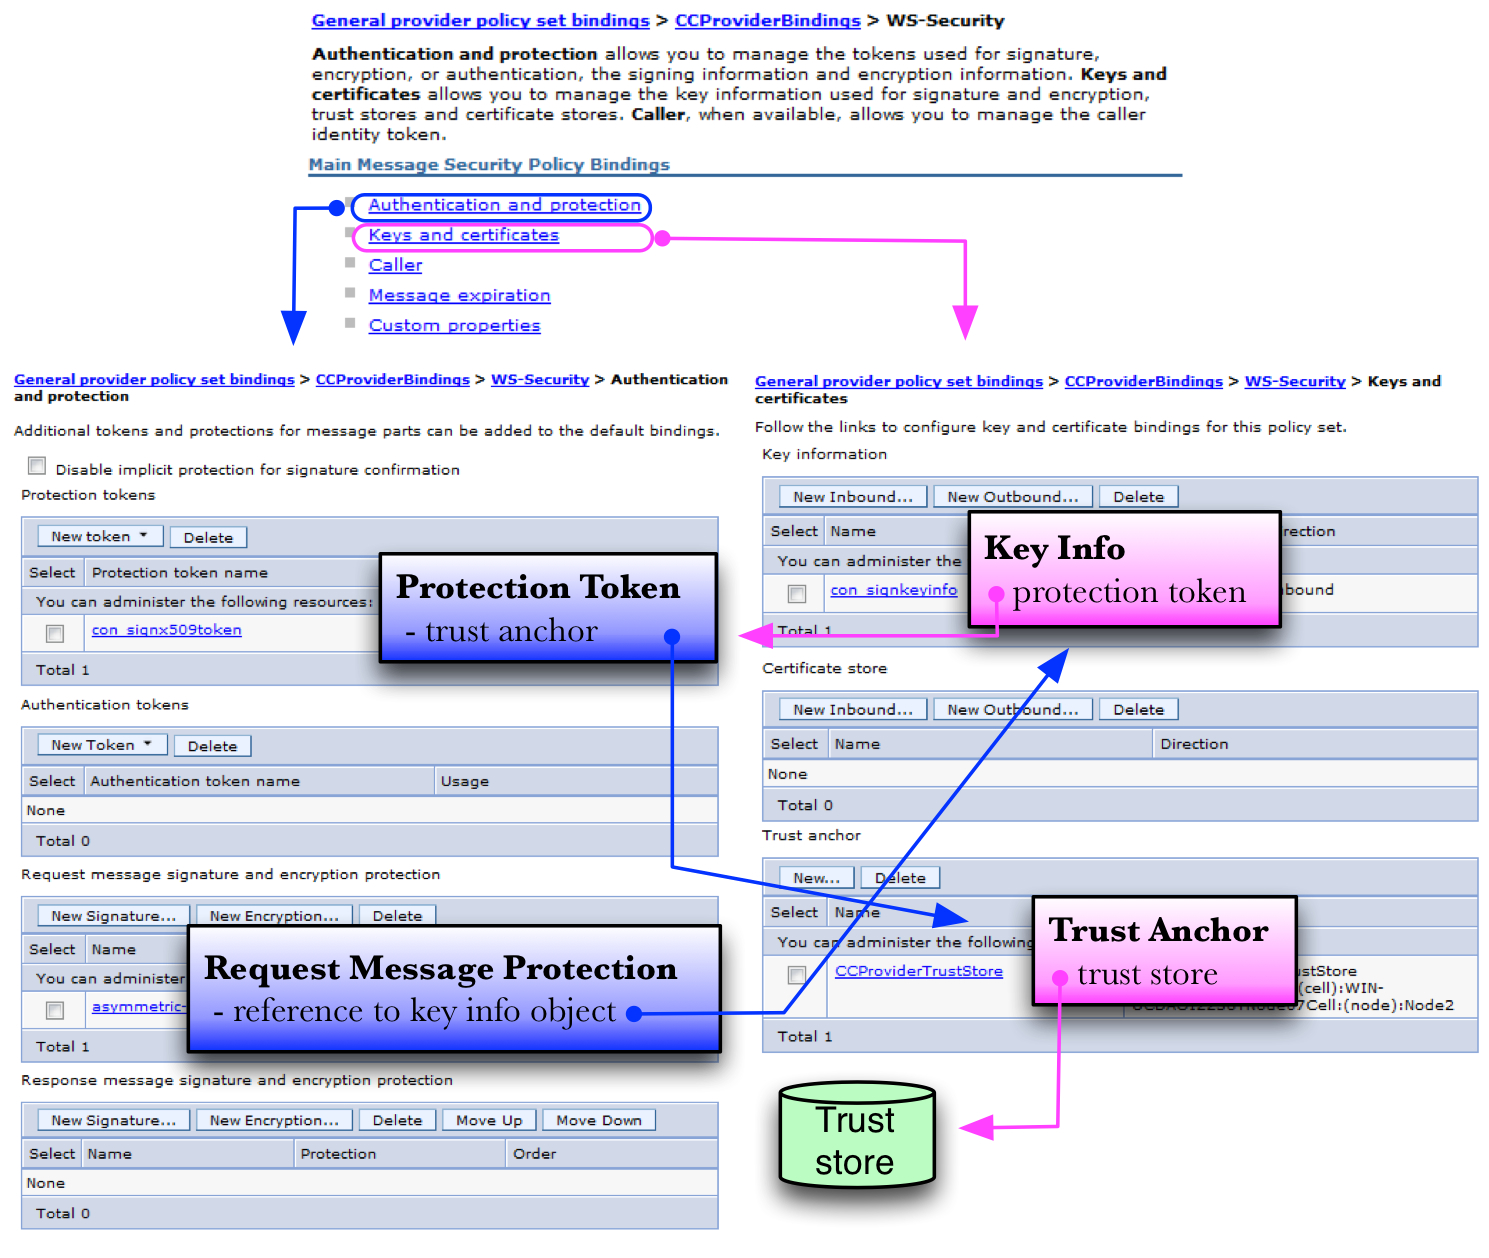 General provider policy set bindings > CCProviderBindings > WS-Security
Authentication and protection allows you to manage the tokens used for signature,
encryption, or authentication, the signing information and encryption information. Keys and
certificates allows you to manage the key information used for signature and encryption,
trust stores and certificate stores. Caller, when available, allows you to manage the caller
identity token.
Main Message Security Policy Bindings
Authentication and protection
Keys and certificates
Caller
Message expiration
Custom properties
General provider policy set bindings > CCProviderBindings > WS-Security > Authentication
and protection
Additional tokens and protections for message parts can be added to the default bindings.
Disable implicit protection for signature confirmation
Protection tokens
New token Delete
Select Protection token name
You can administer the following resources:
con_signx509token
Total 1
Protection Token
- trust anchor
Authentication tokens
New Token Delete
Select Authentication token name Usage
None
Total 0
Request message signature and encryption protection
New Signature... New Encryption... Delete
Select Name
You can administer
asymmetric-
Total 1
Request Message Protection
- reference to key info object
Response message signature and encryption protection
New Signature... New Encryption... Delete Move Up Move Down
Select Name Protection Order
None
Total 0
General provider policy set bindings > CCProviderBindings > WS-Security > Keys and
certificates
Follow the links to configure key and certificate bindings for this policy set.
Key information
New Inbound... New Outbound... Delete
Select Name rection
You can administer the
con_signkeyinfo bound
Total 1
Key Info
protection token
Certificate store
New Inbound... New Outbound... Delete
Select Name Direction
None
Total 0
Trust anchor
New... Delete
Select Name
You can administer the following
CCProviderTrustStore ustStore
(cell):WIN-
7Cell:(node):Node2
Total 1
Trust Anchor
trust store
Trust
store